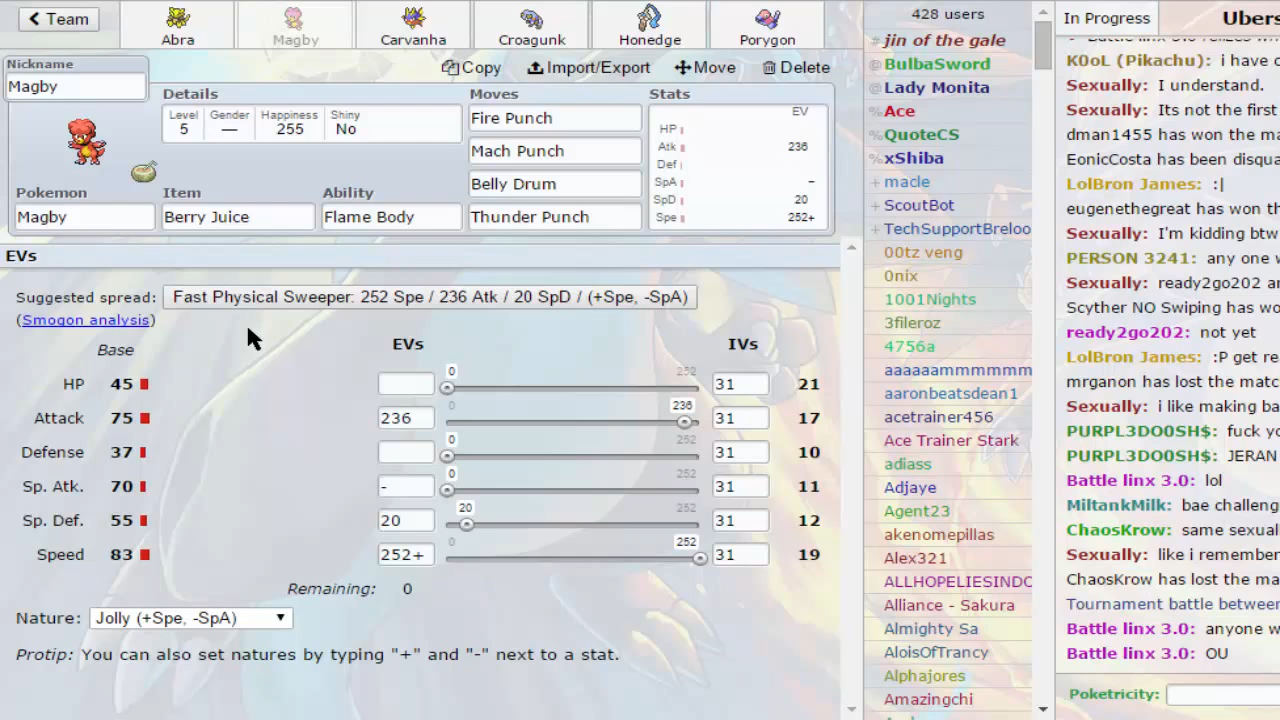 Team
Abra
Magby
Carvanha
Croagunk
Honedge
Porygon
Nickname
Magby
Copy
Import/Export
Move
Delete
Details
Level
5
Gender
—
Happiness
255
Shiny
No
Moves
Fire Punch
Mach Punch
Belly Drum
Thunder Punch
Stats
EV
HP
Atk 236
Def
SpA –
SpD 20
Spe 252+
Pokemon
Magby
Item
Berry Juice
Ability
Flame Body
EVs
Suggested spread: Fast Physical Sweeper: 252 Spe / 236 Atk / 20 SpD / (+Spe, -SpA)
(Smogon analysis)
Base EVs IVs
HP 45 0 252 31 21
Attack 75 236 0 236 31 17
Defense 37 0 252 31 10
Sp. Atk. 70 - 0 252 31 11
Sp. Def. 55 20 20 252 31 12
Speed 83 252+ 0 252 31 19
Remaining: 0
Nature: Jolly (+Spe, -SpA)
Protip: You can also set natures by typing "+" and "-" next to a stat.
428 users
# jin of the gale
@ BulbaSword
@ Lady Monita
% Ace
% QuoteCS
% xShiba
+ macle
+ ScoutBot
+ TechSupportBreloo
00tz veng
0nix
1001Nights
3fileroz
4756a
aaaaaammmmmm
aaronbeatsdean1
acetrainer456
Ace Trainer Stark
adiass
Adjaye
Agent23
akenomepillas
Alex321
ALLHOPELIESINDO
Alliance - Sakura
Almighty Sa
AloisOfTrancy
Alphajores
Amazingchi
In Progress
Ubers
K0oL (Pikachu): i have c
Sexually: I understand.
Sexually: Its not the first
dman1455 has won the ma
EonicCosta has been disqua
LolBron James: :|
eugenethegreat has won th
Sexually: I'm kidding btw
PERSON 3241: any one w
Sexually: ready2go202 ar
Scyther NO Swiping has wo
ready2go202: not yet
LolBron James: :P get re
mrganon has lost the matc
Sexually: i like making ba
PURPL3DO0SH$: fuck yo
PURPL3DO0SH$: JERAN
Battle linx 3.0: lol
MiltankMilk: bae challeng
ChaosKrow: same sexual
Sexually: like i remember
ChaosKrow has lost the ma
Tournament battle between
Battle linx 3.0: anyone w
Battle linx 3.0: OU
Poketricity: